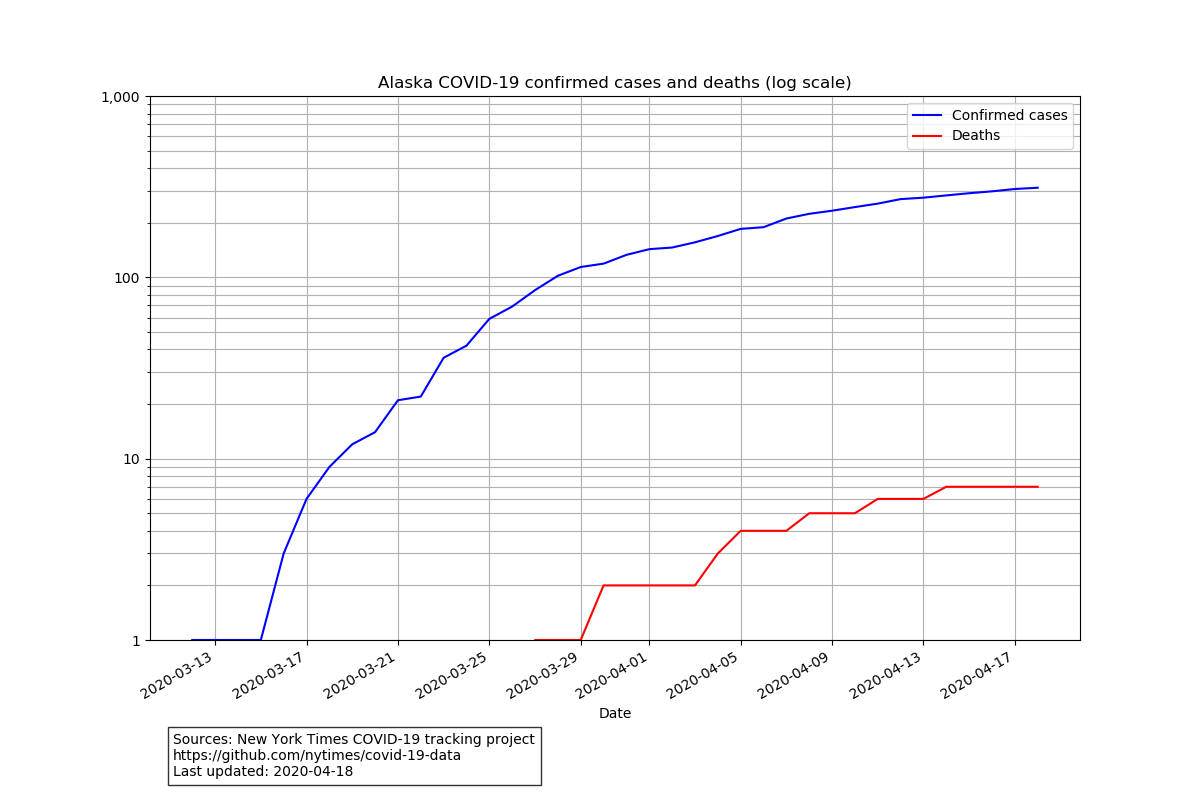 Alaska COVID-19 confirmed cases and deaths (log scale)
1,000
100
10
1
Confirmed cases
Deaths
2020-03-13
2020-03-17
2020-03-21
2020-03-25
2020-03-29
2020-04-01
2020-04-05
2020-04-09
2020-04-13
2020-04-17
Date
Sources: New York Times COVID-19 tracking project
https://github.com/nytimes/covid-19-data
Last updated: 2020-04-18